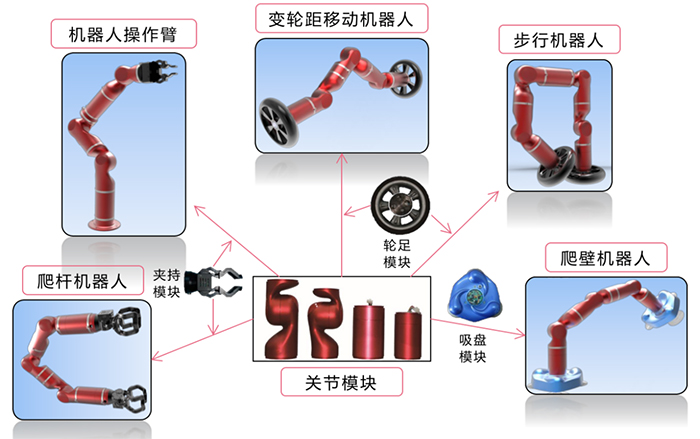 机器人操作臂
变轮距移动机器人
步行机器人
轮足
模块
爬杆机器人
夹持
模块
爬壁机器人
吸盘
模块
关节模块